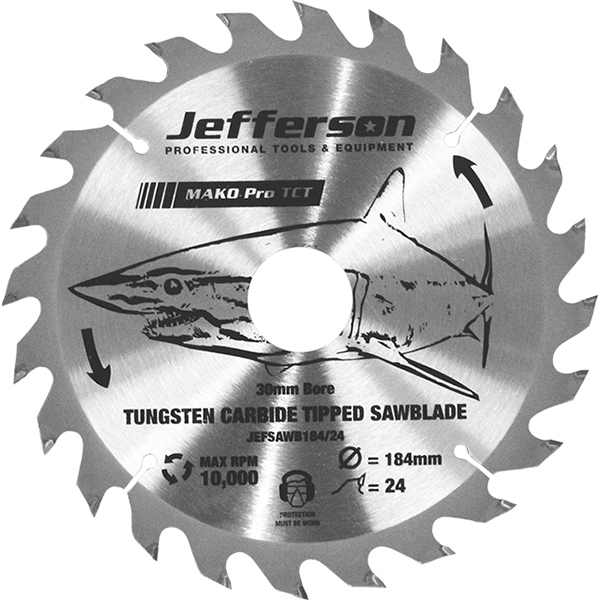 Jefferson
PROFESSIONAL TOOLS & EQUIPMENT
MAKO Pro TCT
30mm Bore
TUNGSTEN CARBIDE TIPPED SAWBLADE
JEFSAWB184/24
MAX RPM
10,000
Ø = 184mm
= 24
PROTECTION
MUST BE WORN